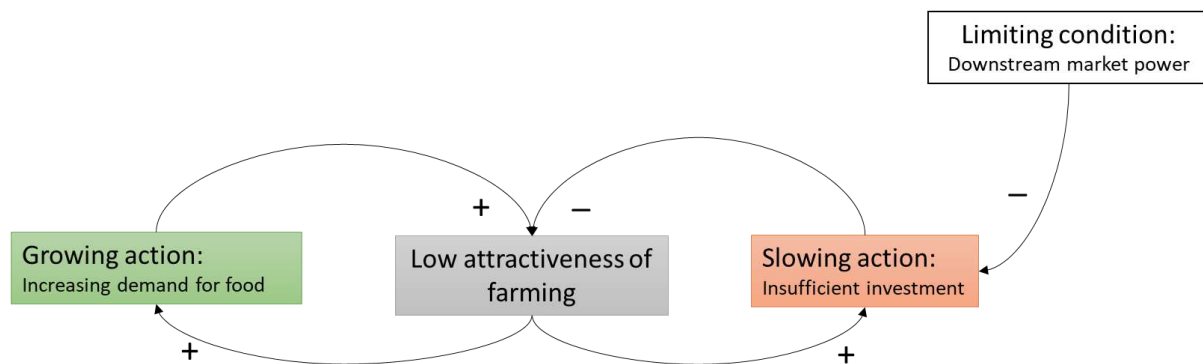 Limiting condition:
Downstream market power
+
−
−
Growing action:
Increasing demand for food
Low attractiveness of
farming
Slowing action:
Insufficient investment
+
+